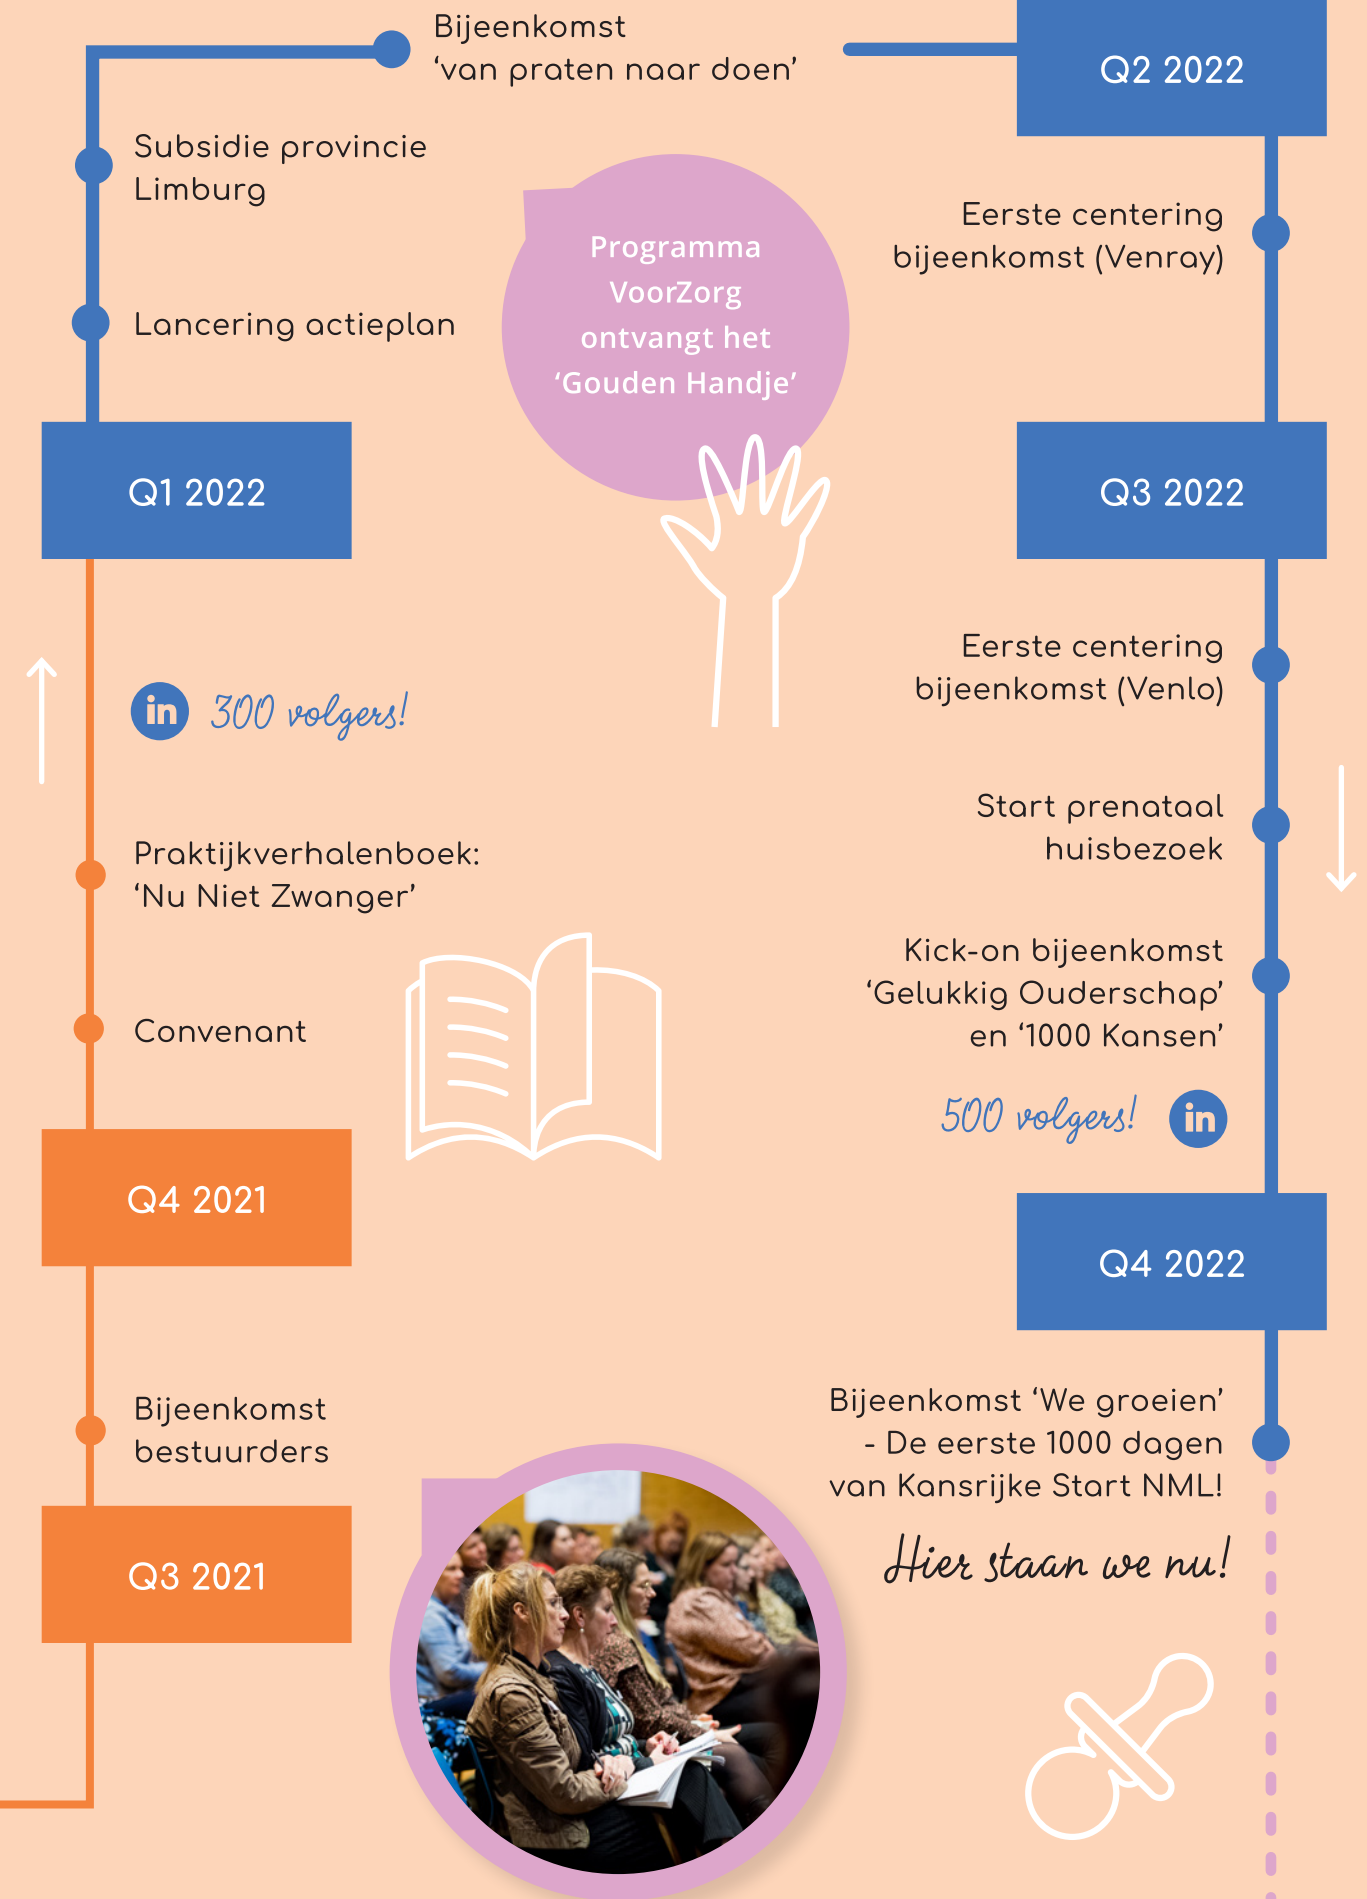 Bijeenkomst
‘van praten naar doen’
Q2 2022
Subsidie provincie
Limburg
Lancering actieplan
Q1 2022
in 300 volgers!
Praktijkverhalenboek:
‘Nu Niet Zwanger’
Convenant
Q4 2021
Bijeenkomst
bestuurders
Q3 2021
Programma
VoorZorg
ontvangt het
‘Gouden Handje’
Eerste centering
bijeenkomst (Venray)
Q3 2022
Eerste centering
bijeenkomst (Venlo)
Start prenataal
huisbezoek
Kick-on bijeenkomst
‘Gelukkig Ouderschap’
en ‘1000 Kansen’
500 volgers! in
Q4 2022
Bijeenkomst ‘We groeien’
- De eerste 1000 dagen
van Kansrijke Start NML!
Hier staan we nu!